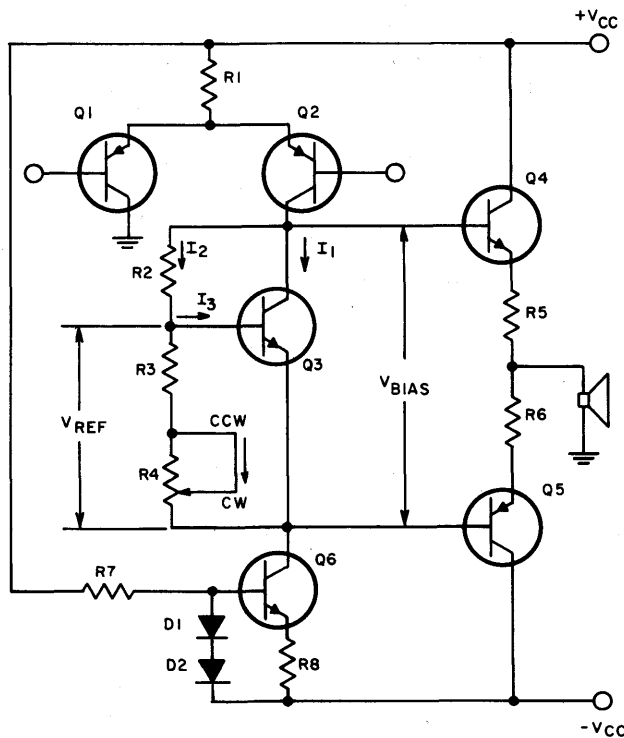 +VCC
R1
Q1
Q2
Q4
I2
I1
R2
I3
R5
R3
Q3
VBIAS
VREF
CCW
R6
R4
CW
Q5
Q6
R7
D1
D2
R8
-VCC